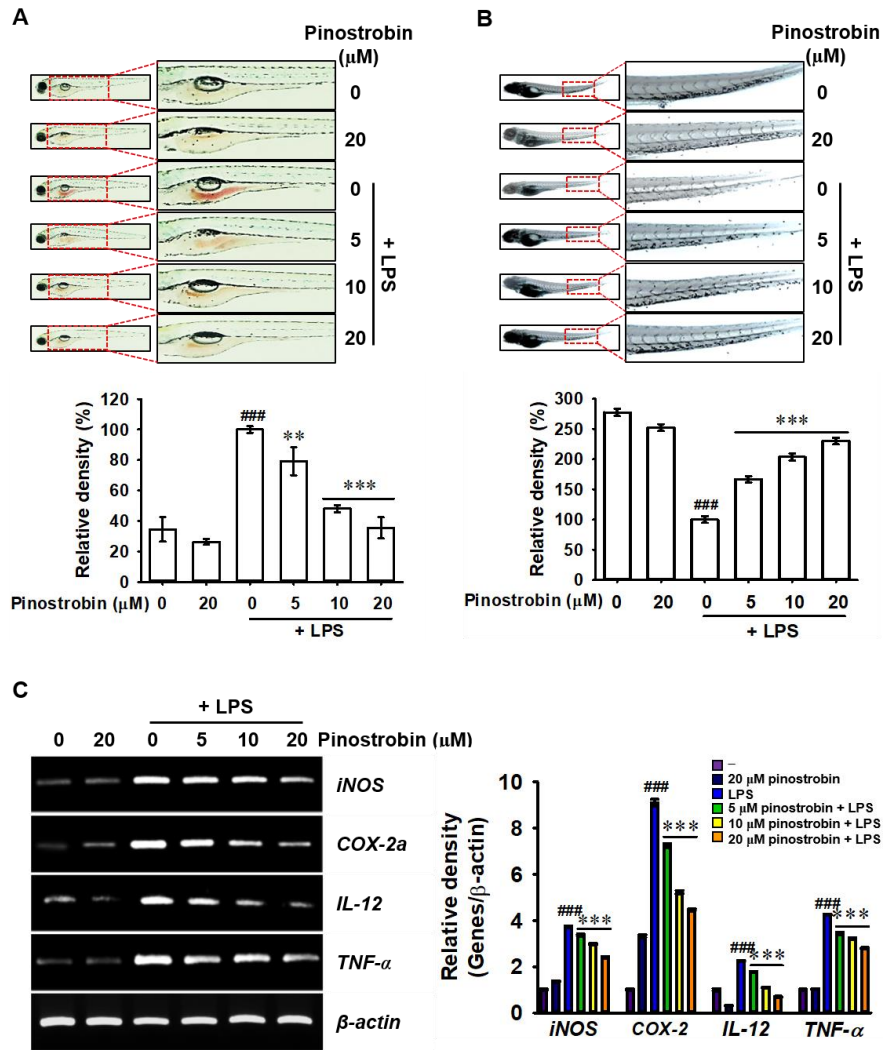 A
Pinostrobin
(μM)
0
20
0
5
10
20
+ LPS
Relative density (%)
120
100
80
60
40
20
0
###
**
***
Pinostrobin (μM) 0 20 0 5 10 20
+ LPS
B
Pinostrobin
(μM)
0
20
0
5
10
20
+ LPS
Relative density (%)
300
250
200
150
100
50
0
###
***
Pinostrobin (μM) 0 20 0 5 10 20
+ LPS
C
+ LPS
0 20 0 5 10 20 Pinostrobin (μM)
iNOS
COX-2a
IL-12
TNF-α
β-actin
Relative density
(Genes/β-actin)
10
8
6
4
2
0
–
20 μM pinostrobin
LPS
5 μM pinostrobin + LPS
10 μM pinostrobin + LPS
20 μM pinostrobin + LPS
### ***
### ***
### ***
### ***
iNOS COX-2 IL-12 TNF-α